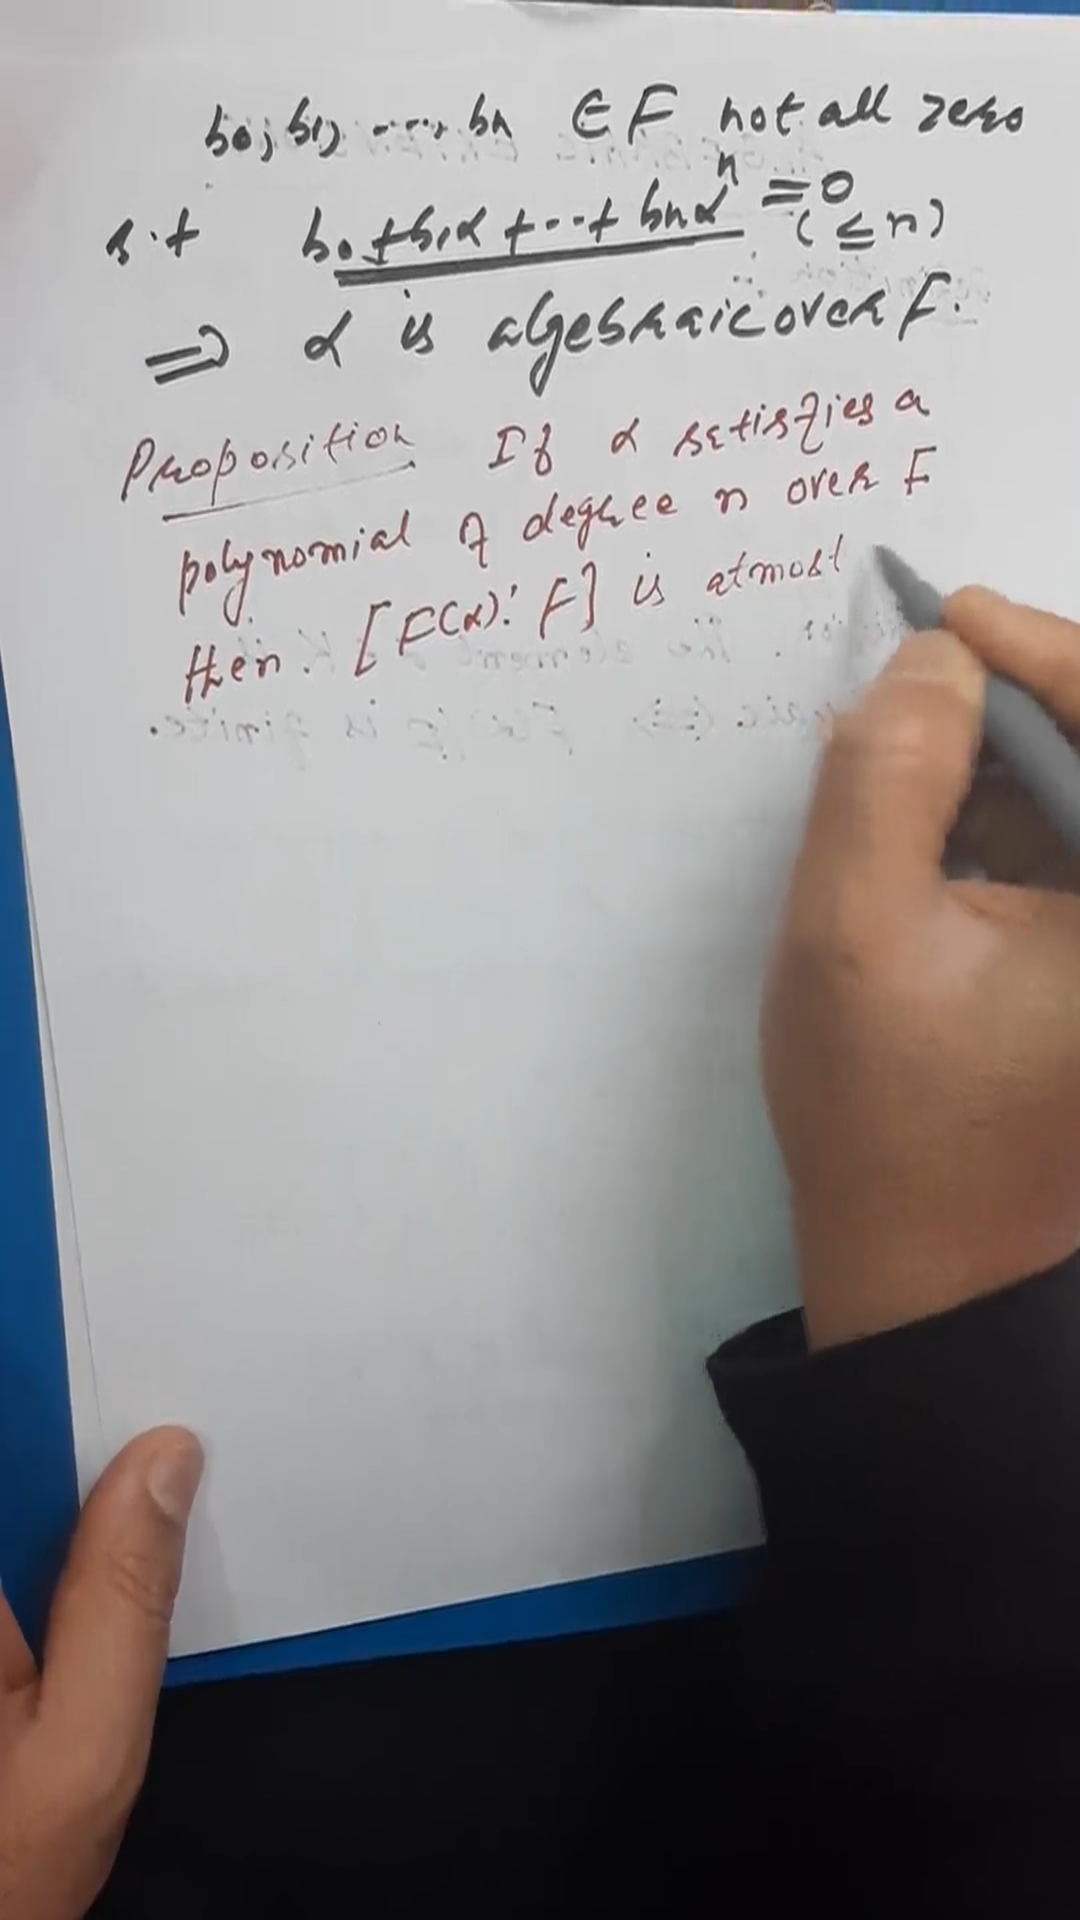 b0, b1, ...., bn ∈ F not all zero
s.t b0+b1α+...+bnα^n =0
(≤n)
⇒ α is algebraic over F.
Proposition If α satisfies a
polynomial of degree n over F
then. [F(α): F] is atmost